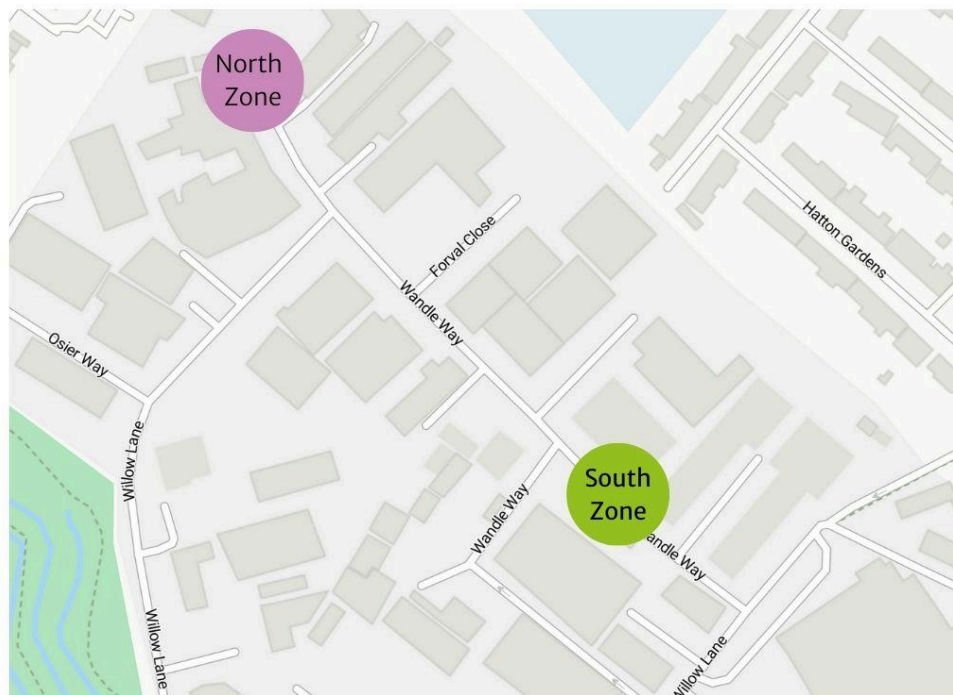 North
Zone
Hatton Gardens
Forval Close
Wandle Way
Osier Way
Willow Lane
South
Zone
Wandle Way
andle Way
Willow Lane
Willow Lane